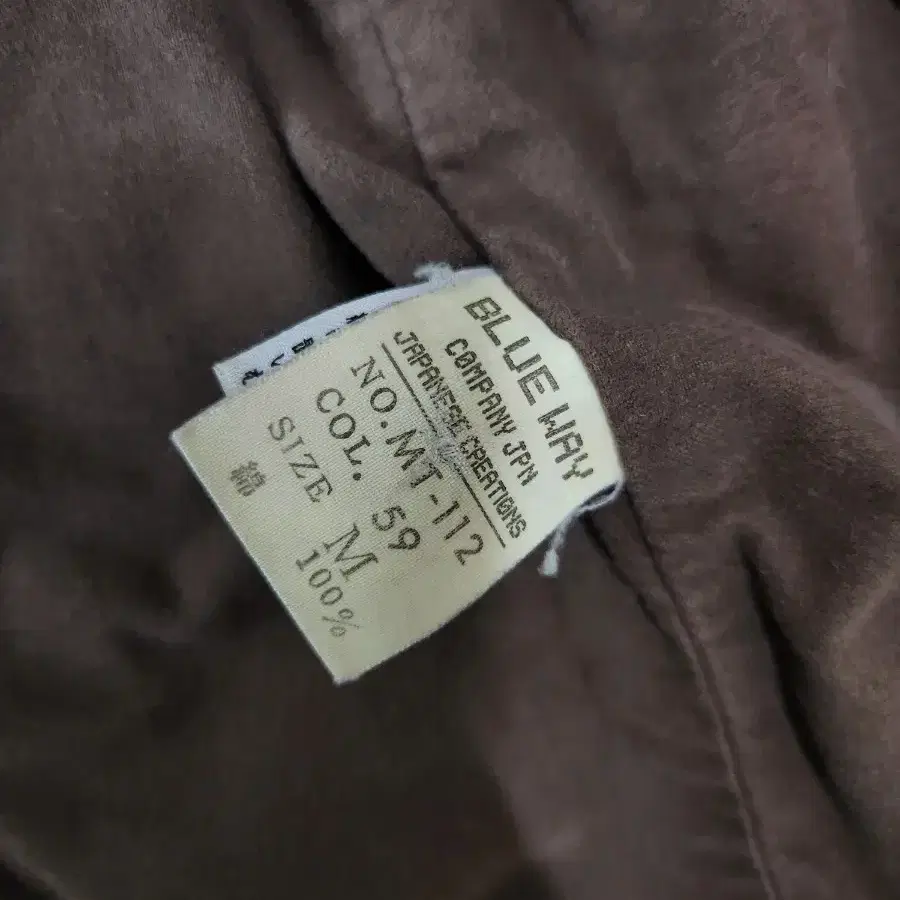 BLUE WAY
COMPANY JPN
JAPANESE CREATIONS
NO. MT-112
COL. 59
SIZE M
綿 100%